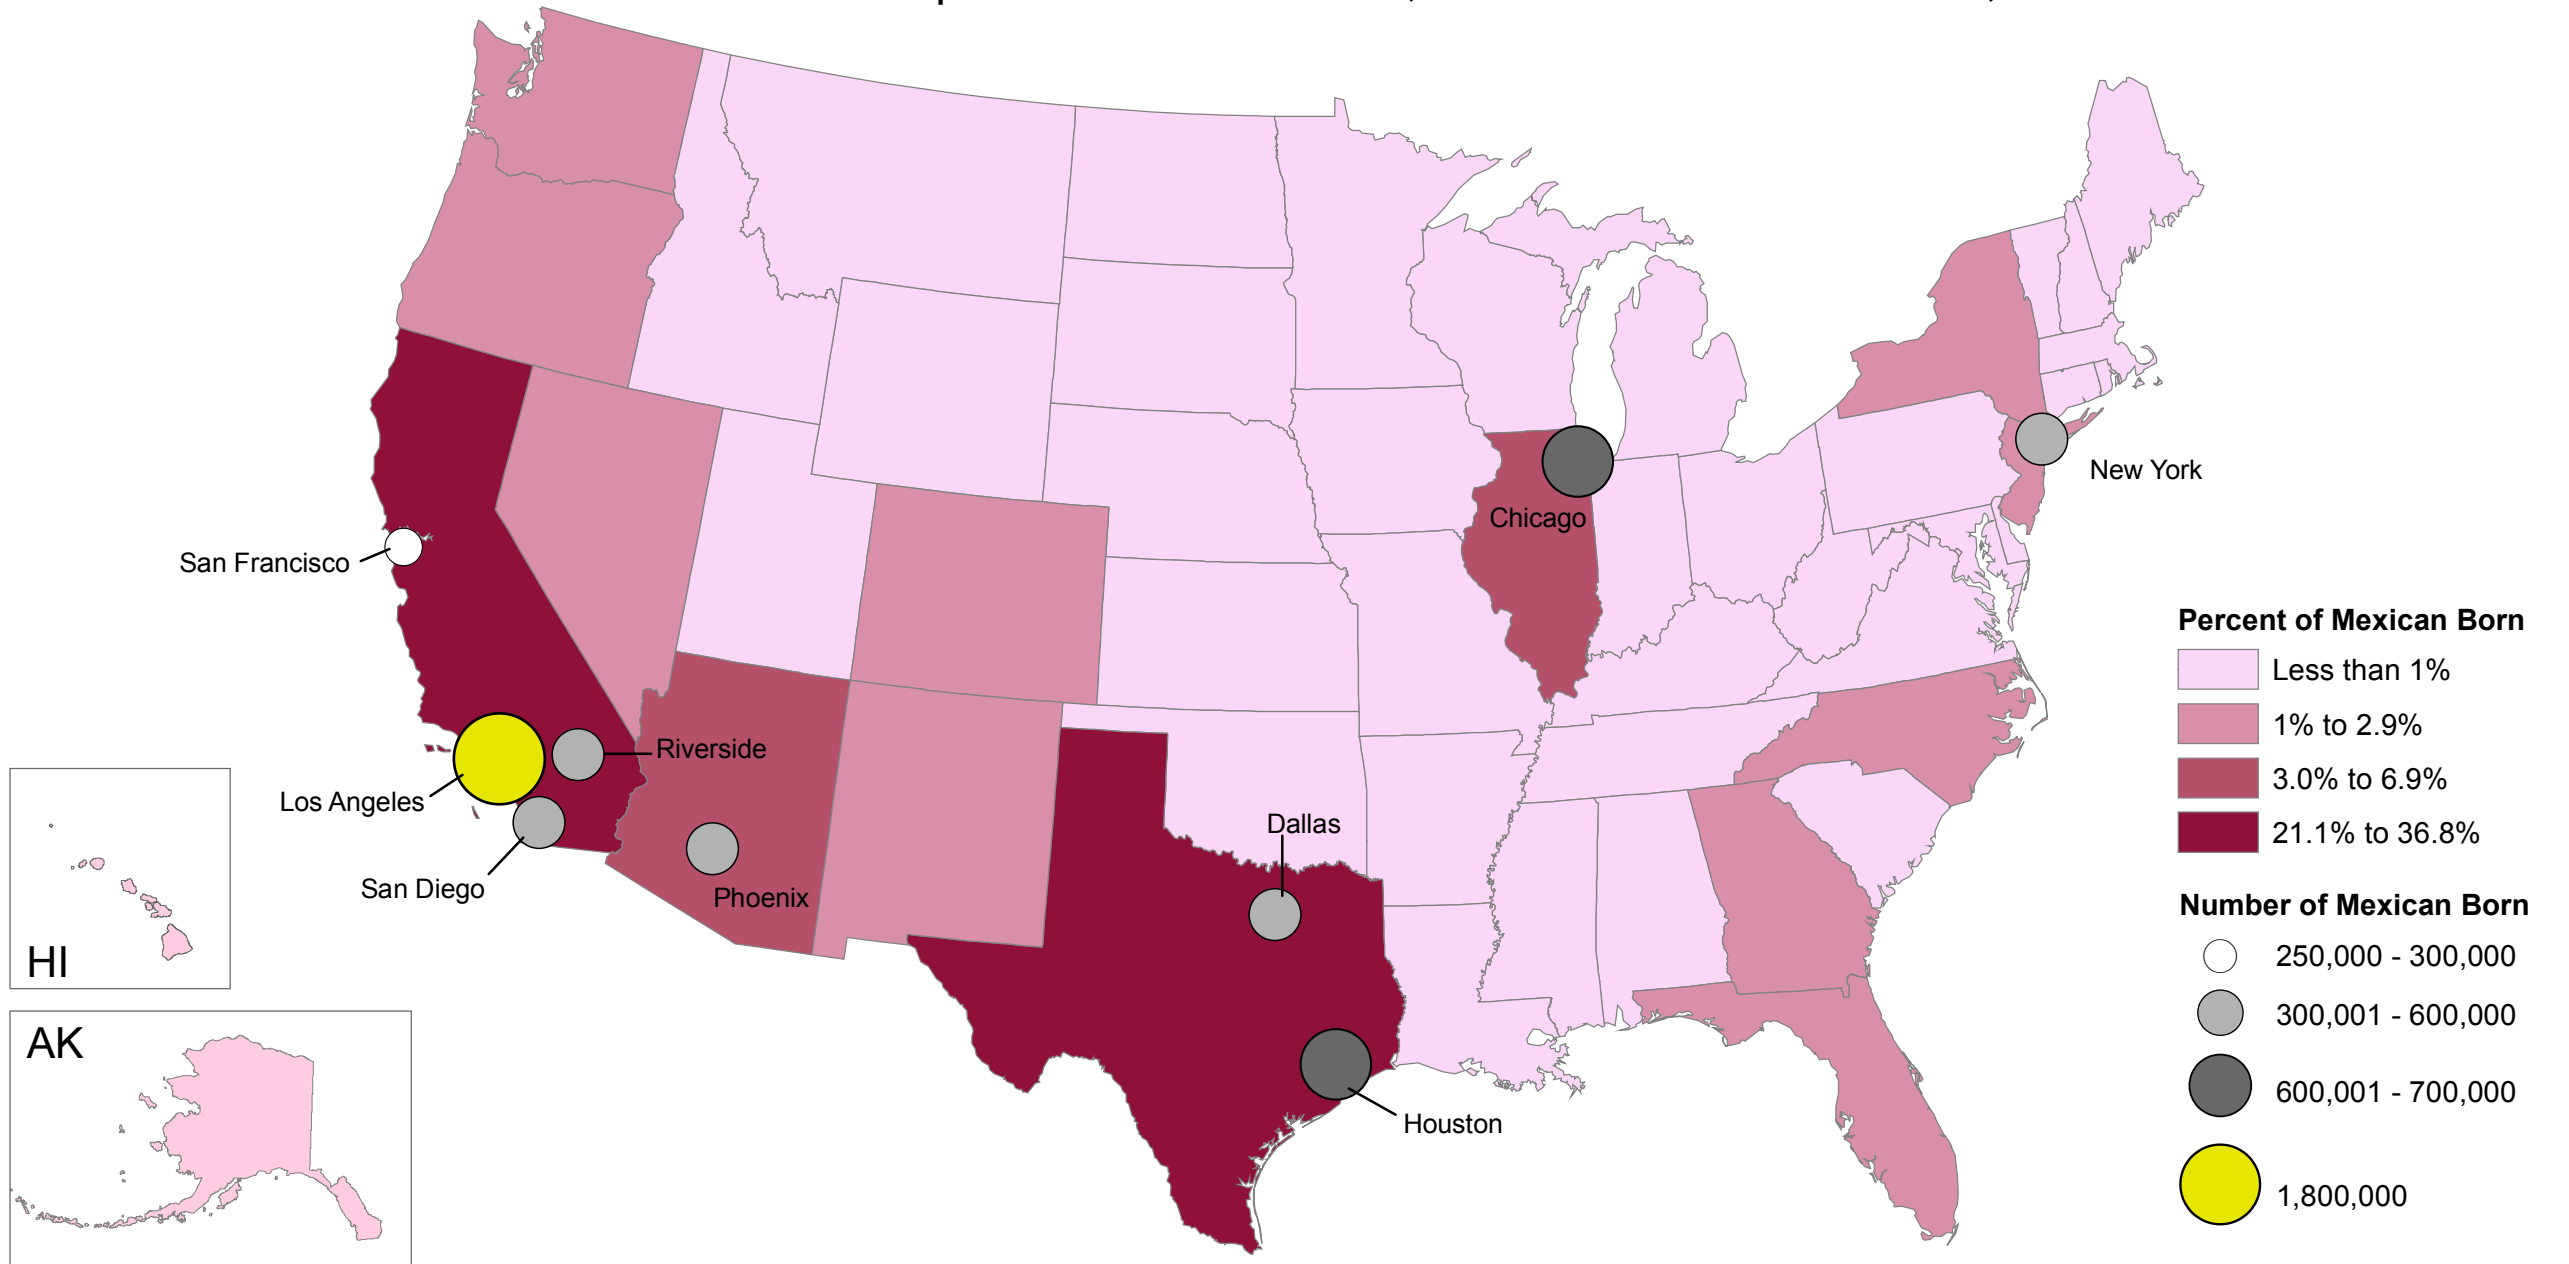 New York
Chicago
San Francisco
Percent of Mexican Born
Less than 1%
1% to 2.9%
3.0% to 6.9%
21.1% to 36.8%
Riverside
Los Angeles
Dallas
San Diego
Phoenix
Number of Mexican Born
250,000 - 300,000
300,001 - 600,000
600,001 - 700,000
1,800,000
HI
AK
Houston